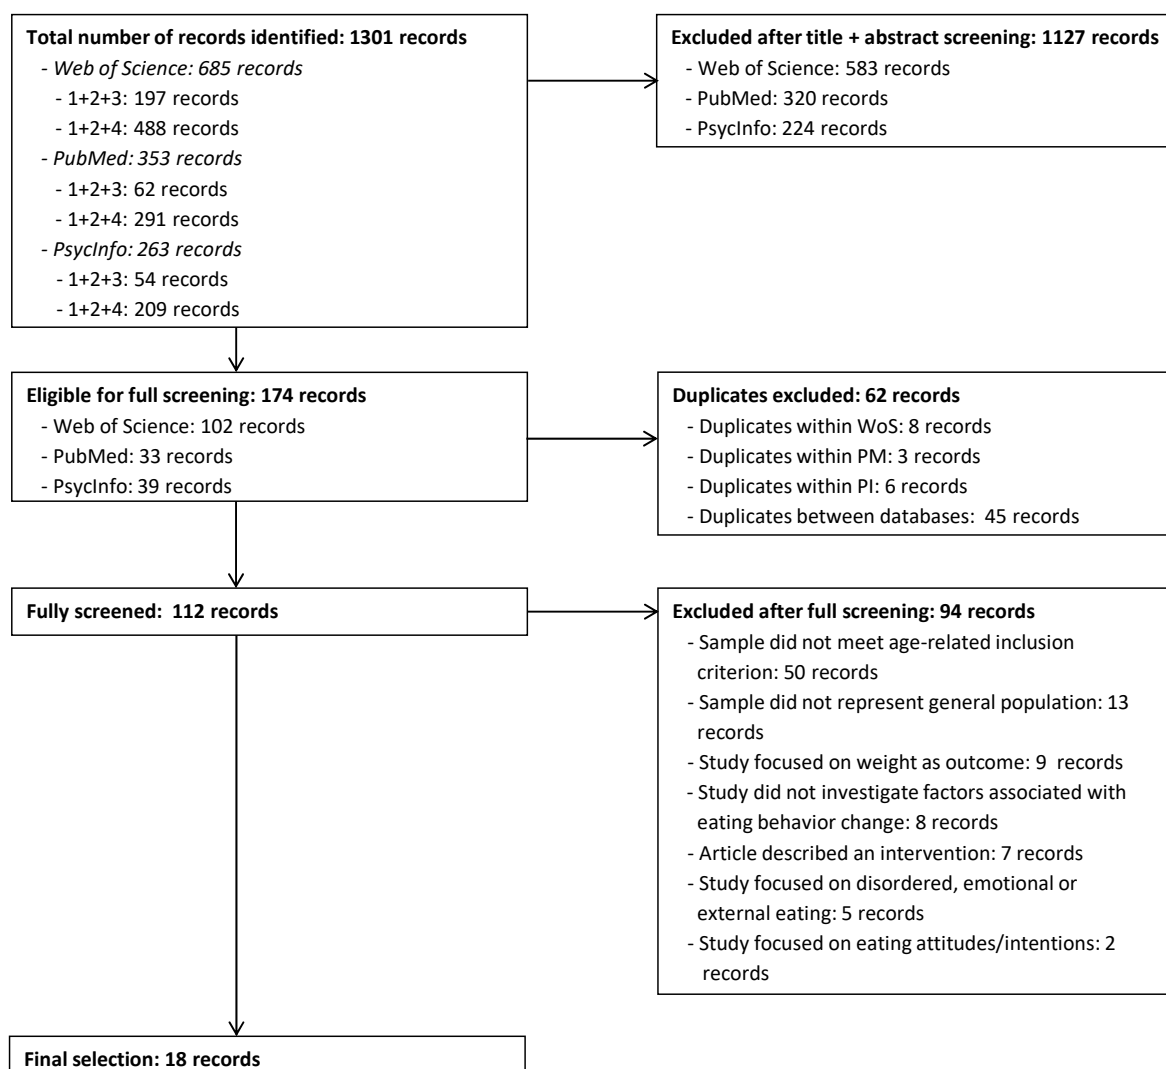 Total number of records identified: 1301 records
- Web of Science: 685 records
- 1+2+3: 197 records
- 1+2+4: 488 records
- PubMed: 353 records
- 1+2+3: 62 records
- 1+2+4: 291 records
- PsycInfo: 263 records
- 1+2+3: 54 records
- 1+2+4: 209 records
Excluded after title + abstract screening: 1127 records
- Web of Science: 583 records
- PubMed: 320 records
- PsycInfo: 224 records
Eligible for full screening: 174 records
- Web of Science: 102 records
- PubMed: 33 records
- PsycInfo: 39 records
Duplicates excluded: 62 records
- Duplicates within WoS: 8 records
- Duplicates within PM: 3 records
- Duplicates within PI: 6 records
- Duplicates between databases:  45 records
Fully screened:  112 records
Excluded after full screening: 94 records
- Sample did not meet age-related inclusion
criterion: 50 records
- Sample did not represent general population: 13
records
- Study focused on weight as outcome: 9  records
- Study did not investigate factors associated with
eating behavior change: 8 records
- Article described an intervention: 7 records
- Study focused on disordered, emotional or
external eating: 5 records
- Study focused on eating attitudes/intentions: 2
records
Final selection: 18 records